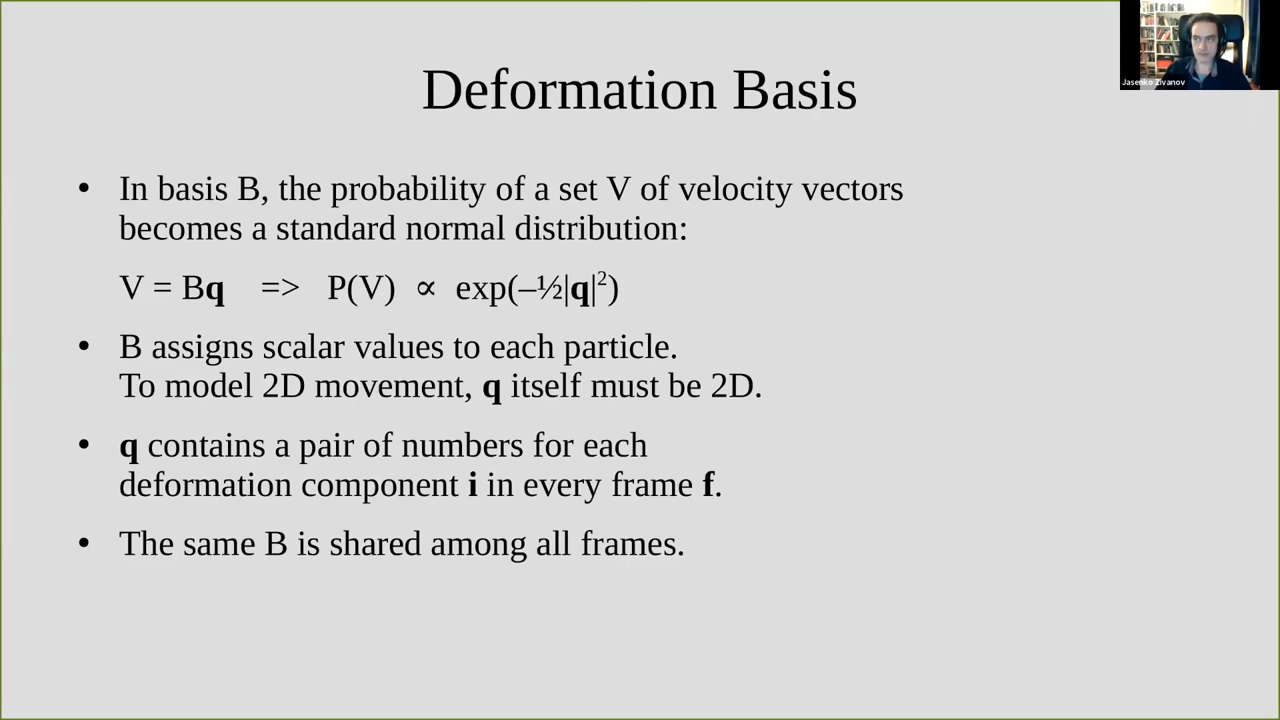 Jasenko Zivanov
Deformation Basis
• In basis B, the probability of a set V of velocity vectors
becomes a standard normal distribution:
V = Bq => P(V) ∝ exp(–½|q|²)
• B assigns scalar values to each particle.
To model 2D movement, q itself must be 2D.
• q contains a pair of numbers for each
deformation component i in every frame f.
• The same B is shared among all frames.